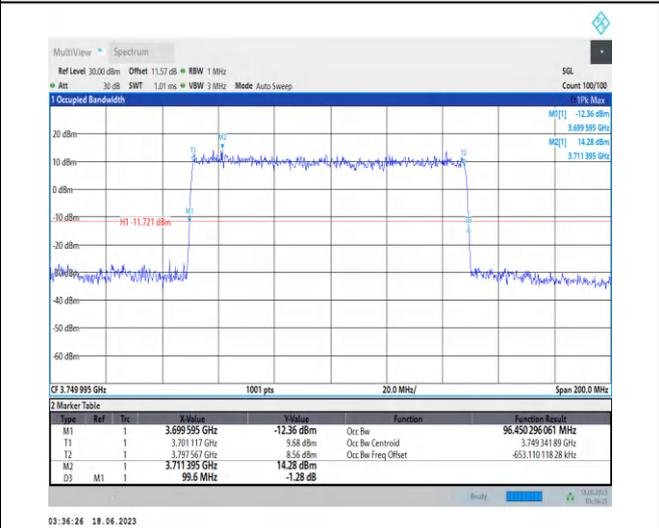 MultiView Spectrum
Ref Level 30.00 dBm Offset 11.57 dB RBW 1 MHz SGL
Att 30 dB SWT 1.01 ms VBW 3 MHz Mode Auto Sweep Count 100/100
1 Occupied Bandwidth 1Pk Max
M1[1] -12.36 dBm
3.699 595 GHz
M2[1] 14.28 dBm
3.711 395 GHz
20 dBm
M2
T1
T2
10 dBm
0 dBm
M1
-10 dBm
H1 -11.721 dBm
D3
-20 dBm
-30 dBm
-40 dBm
-50 dBm
-60 dBm
CF 3.749 995 GHz 1001 pts 20.0 MHz/ Span 200.0 MHz
2 Marker Table
Type Ref Trc X-Value Y-Value Function Function Result
M1 1 3.699 595 GHz -12.36 dBm Occ Bw 96.450 296 061 MHz
T1 1 3.701 117 GHz 9.68 dBm Occ Bw Centroid 3.749 341 89 GHz
T2 1 3.797 567 GHz 8.56 dBm Occ Bw Freq Offset -653.110 118 28 kHz
M2 1 3.711 395 GHz 14.28 dBm
D3 M1 1 99.6 MHz -1.28 dB
Ready 18.06.2023
03:36:25
03:36:26 18.06.2023